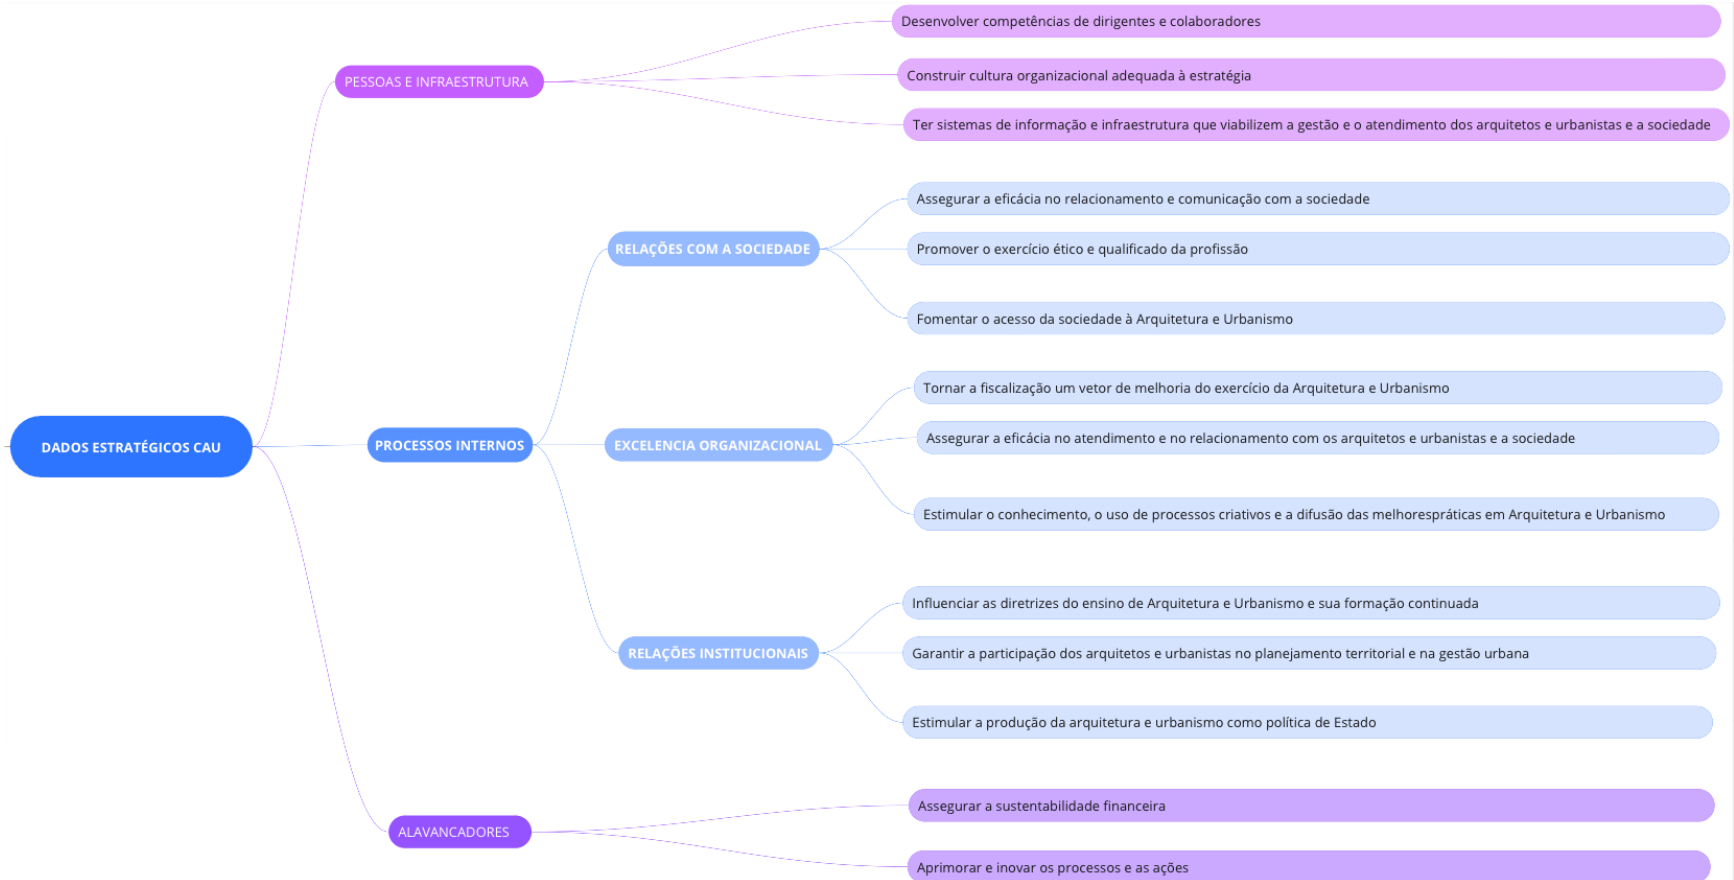 DADOS ESTRATÉGICOS CAU
PESSOAS E INFRAESTRUTURA
Desenvolver competências de dirigentes e colaboradores
Construir cultura organizacional adequada à estratégia
Ter sistemas de informação e infraestrutura que viabilizem a gestão e o atendimento dos arquitetos e urbanistas e a sociedade
PROCESSOS INTERNOS
RELAÇÕES COM A SOCIEDADE
Assegurar a eficácia no relacionamento e comunicação com a sociedade
Promover o exercício ético e qualificado da profissão
Fomentar o acesso da sociedade à Arquitetura e Urbanismo
EXCELENCIA ORGANIZACIONAL
Tornar a fiscalização um vetor de melhoria do exercício da Arquitetura e Urbanismo
Assegurar a eficácia no atendimento e no relacionamento com os arquitetos e urbanistas e a sociedade
Estimular o conhecimento, o uso de processos criativos e a difusão das melhorespráticas em Arquitetura e Urbanismo
RELAÇÕES INSTITUCIONAIS
Influenciar as diretrizes do ensino de Arquitetura e Urbanismo e sua formação continuada
Garantir a participação dos arquitetos e urbanistas no planejamento territorial e na gestão urbana
Estimular a produção da arquitetura e urbanismo como política de Estado
ALAVANCADORES
Assegurar a sustentabilidade financeira
Aprimorar e inovar os processos e as ações